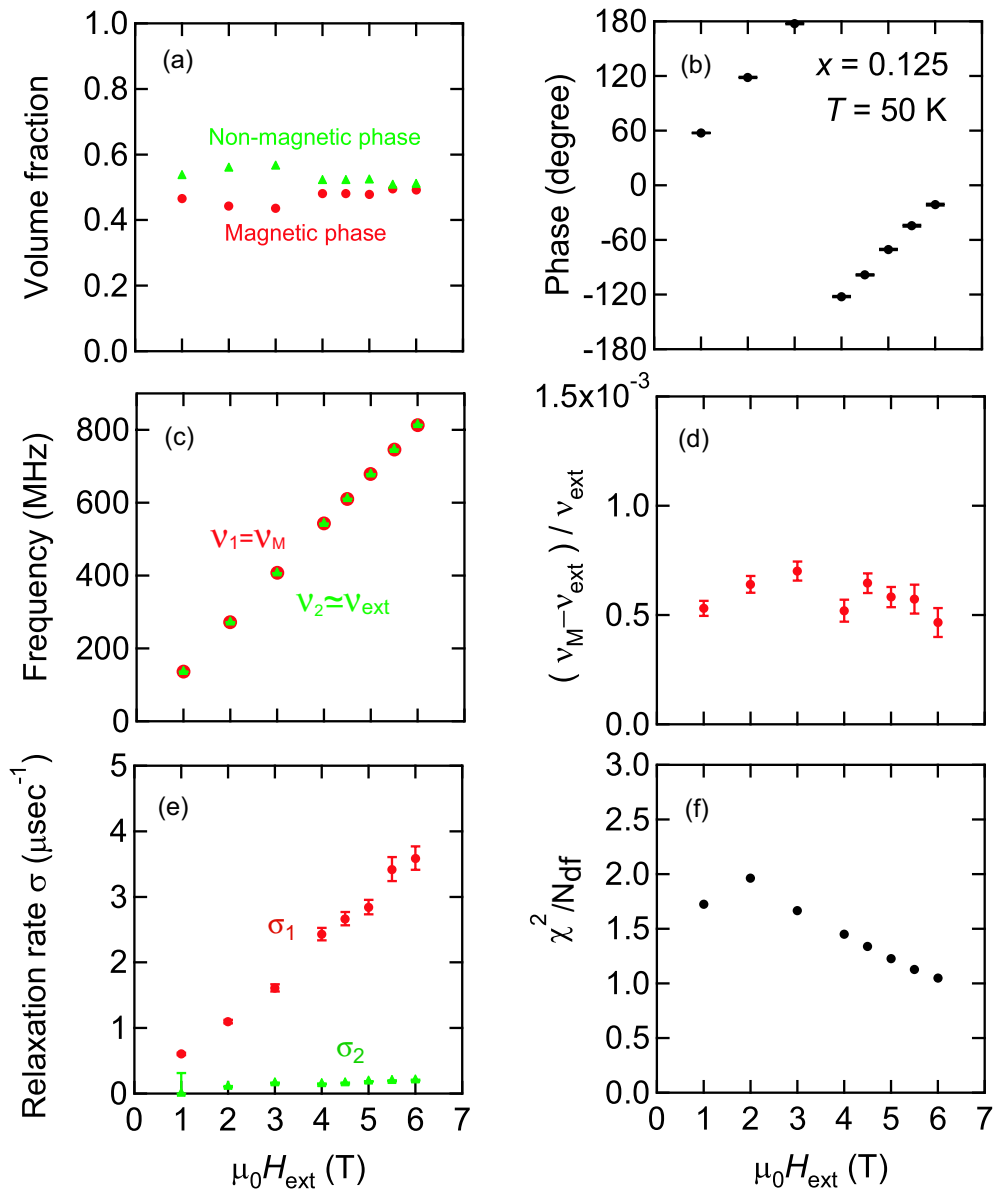 (a)
Volume fraction
1.0
0.8
0.6
0.4
0.2
0.0
Non-magnetic phase
Magnetic phase
(b)
Phase (degree)
180
120
60
0
-60
-120
-180
x = 0.125
T = 50 K
(c)
Frequency (MHz)
800
600
400
200
0
ν₁=νM
ν₂≃νext
(d)
( νM−νext ) / νext
1.5x10⁻³
1.0
0.5
0.0
(e)
Relaxation rate σ (μsec⁻¹)
5
4
3
2
1
0
σ₁
σ₂
0 1 2 3 4 5 6 7
μ₀Hext (T)
(f)
χ²/Ndf
3.0
2.5
2.0
1.5
1.0
0.5
0.0
0 1 2 3 4 5 6 7
μ₀Hext (T)